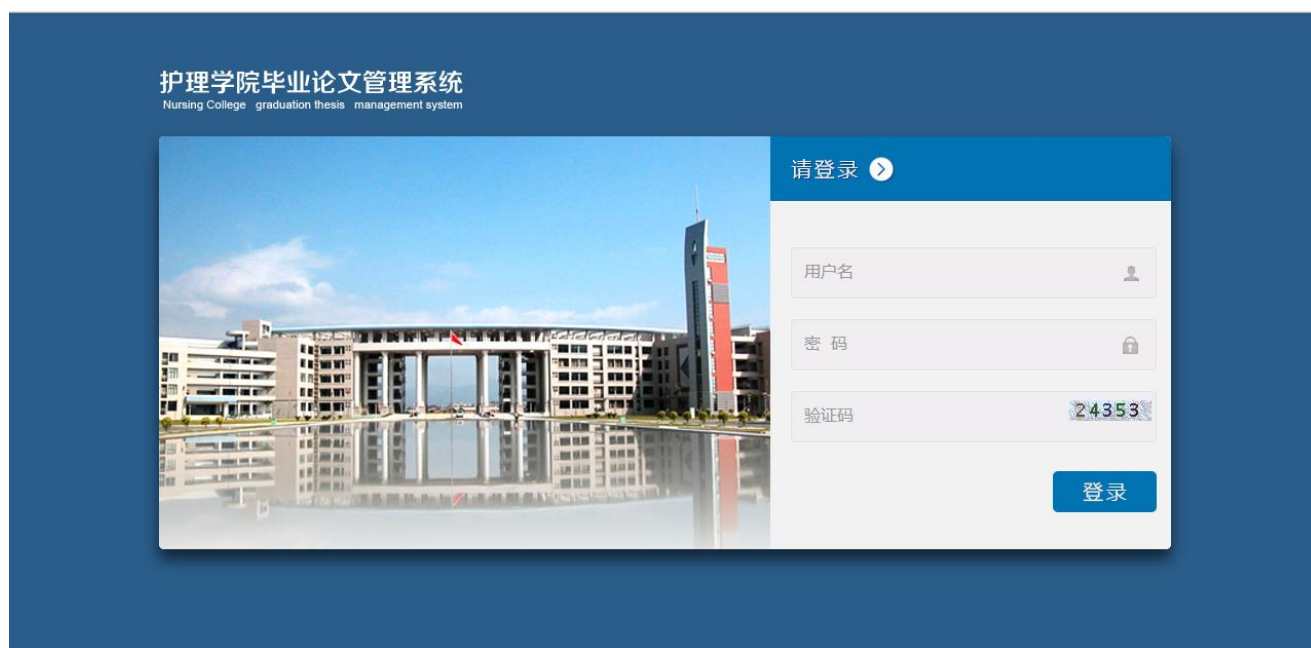 护理学院毕业论文管理系统
Nursing College graduation thesis management system
请登录
用户名
密 码
验证码
24353
登录